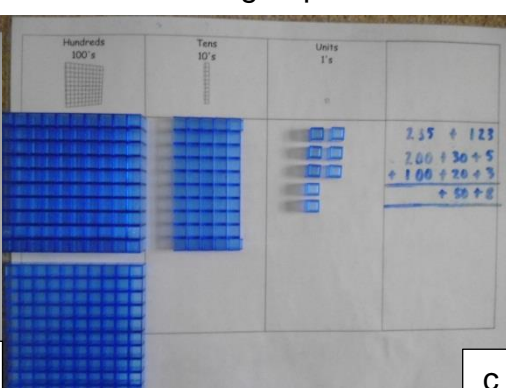 Hundreds
100's
Tens
10's
Units
1's
235 + 123
200 + 30 + 5
+ 100 + 20 + 3
+ 50 + 8
c